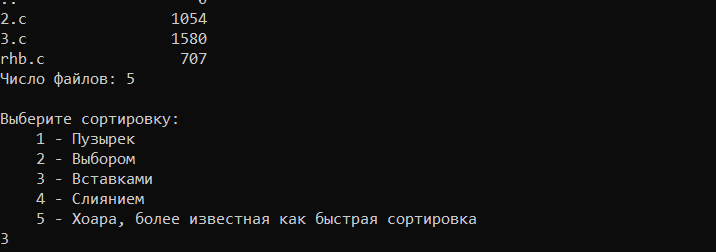 ..                    0
2.c                1054
3.c                1580
rhb.c               707
Число файлов: 5

Выберите сортировку:
    1 - Пузырек
    2 - Выбором
    3 - Вставками
    4 - Слиянием
    5 - Хоара, более известная как быстрая сортировка
3